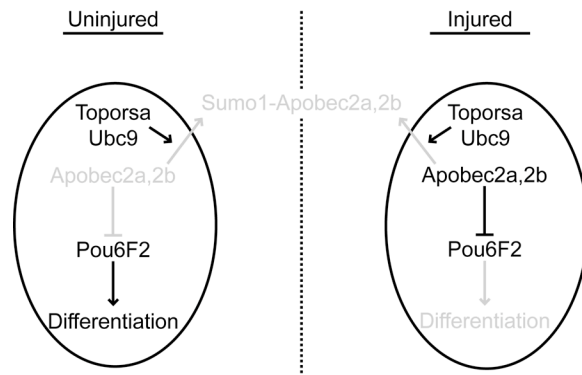 Uninjured
Injured
Sumo1-Apobec2a,2b
Toporsa
Ubc9
Apobec2a,2b
Pou6F2
Differentiation
Toporsa
Ubc9
Apobec2a,2b
Pou6F2
Differentiation